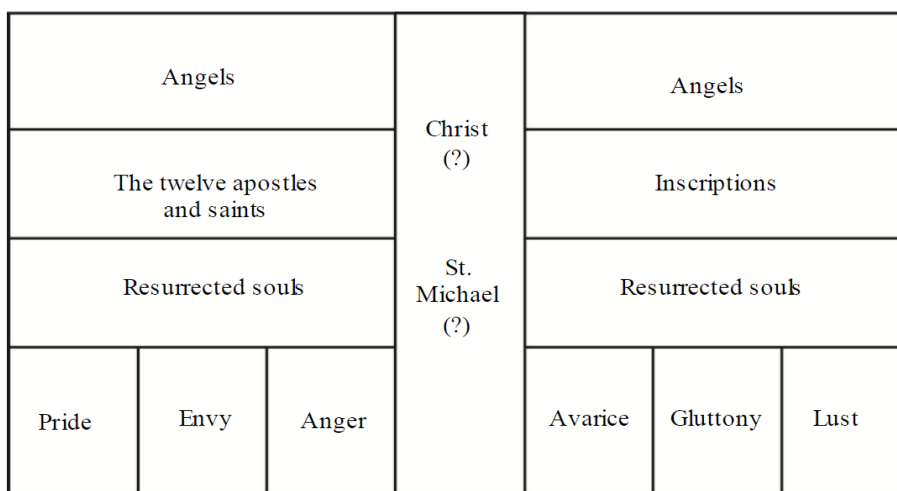 Angels
The twelve apostles
and saints
Resurrected souls
Pride
Envy
Anger
Christ
(?)
St.
Michael
(?)
Angels
Inscriptions
Resurrected souls
Avarice
Gluttony
Lust